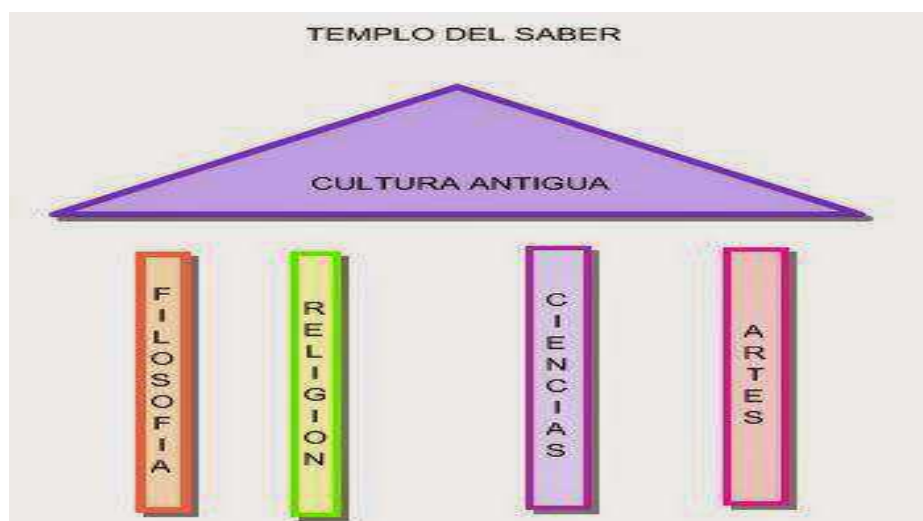 TEMPLO DEL SABER
CULTURA ANTIGUA
FILOSOFIA
RELIGION
CIENCIAS
ARTES